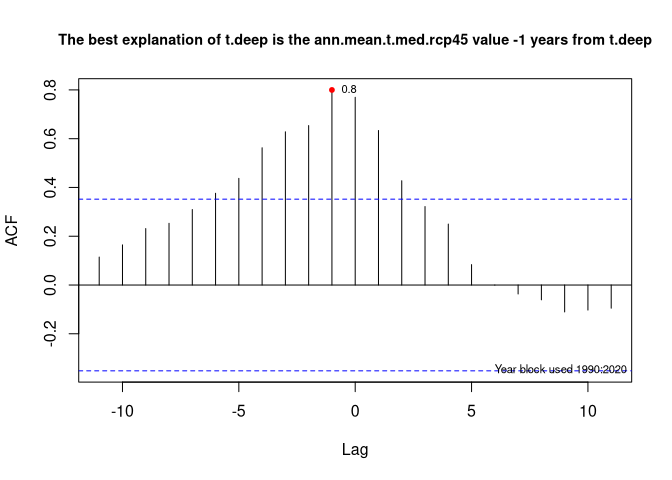 The best explanation of t.deep is the ann.mean.t.med.rcp45 value -1 years from t.deep
0.8
0.8
0.6
0.4
0.2
0.0
-0.2
ACF
Year block used 1990:2020
-10 -5 0 5 10
Lag